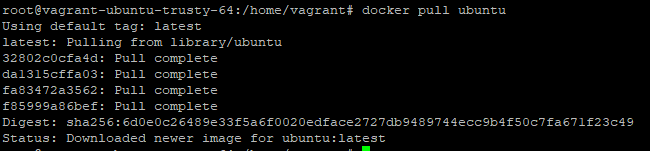 root@vagrant-ubuntu-trusty-64:/home/vagrant# docker pull ubuntu
Using default tag: latest
latest: Pulling from library/ubuntu
32802c0cfa4d: Pull complete
da1315cffa03: Pull complete
fa83472a3562: Pull complete
f85999a86bef: Pull complete
Digest: sha256:6d0e0c26489e33f5a6f0020edface2727db9489744ecc9b4f50c7fa671f23c49
Status: Downloaded newer image for ubuntu:latest